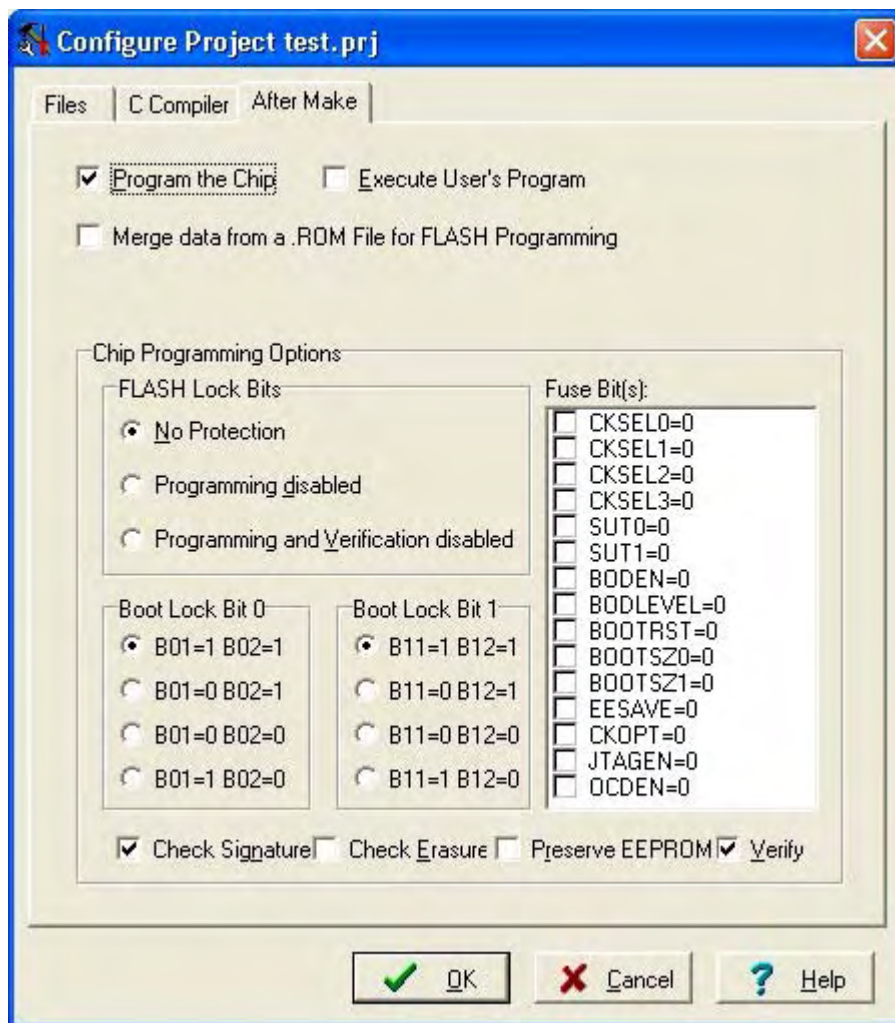 Configure Project test.prj
Files C Compiler After Make
Program the Chip Execute User's Program
Merge data from a .ROM File for FLASH Programming
Chip Programming Options
FLASH Lock Bits
No Protection
Programming disabled
Programming and Verification disabled
Boot Lock Bit 0
B01=1 B02=1
B01=0 B02=1
B01=0 B02=0
B01=1 B02=0
Boot Lock Bit 1
B11=1 B12=1
B11=0 B12=1
B11=0 B12=0
B11=1 B12=0
Fuse Bit(s):
CKSEL0=0
CKSEL1=0
CKSEL2=0
CKSEL3=0
SUT0=0
SUT1=0
BODEN=0
BODLEVEL=0
BOOTRST=0
BOOTSZ0=0
BOOTSZ1=0
EESAVE=0
CKOPT=0
JTAGEN=0
OCDEN=0
Check Signature Check Erasure Preserve EEPROM Verify
OK Cancel Help